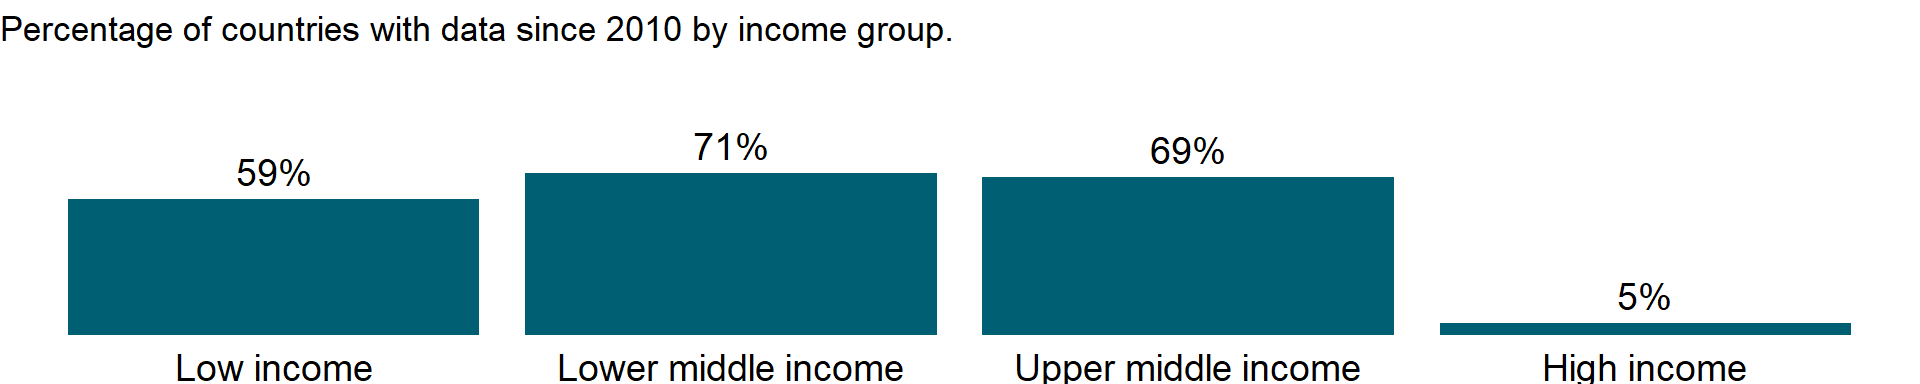 Percentage of countries with data since 2010 by income group.
59%
71%
69%
5%
Low income
Lower middle income
Upper middle income
High income